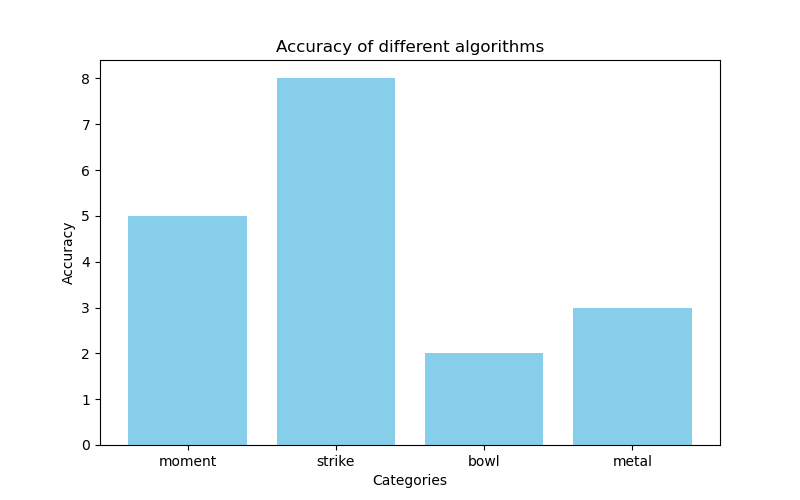 Accuracy of different algorithms
8
7
6
5
4
3
2
1
0
Accuracy
moment strike bowl metal
Categories